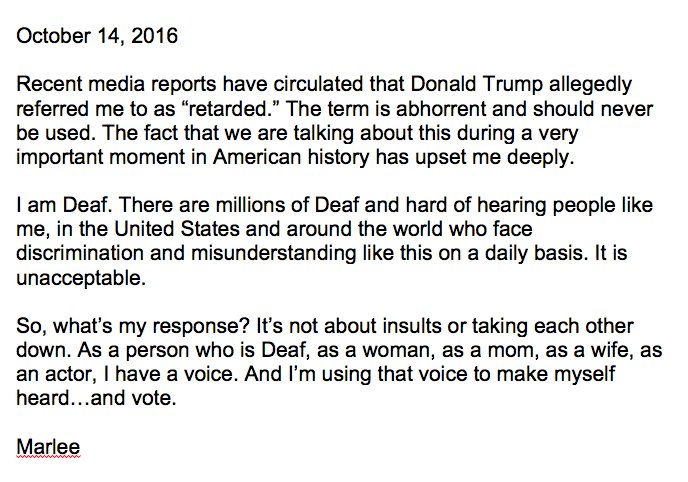 October 14, 2016
Recent media reports have circulated that Donald Trump allegedly
referred me to as “retarded.” The term is abhorrent and should never
be used. The fact that we are talking about this during a very
important moment in American history has upset me deeply.
I am Deaf. There are millions of Deaf and hard of hearing people like
me, in the United States and around the world who face
discrimination and misunderstanding like this on a daily basis. It is
unacceptable.
So, what’s my response? It’s not about insults or taking each other
down. As a person who is Deaf, as a woman, as a mom, as a wife, as
an actor, I have a voice. And I’m using that voice to make myself
heard…and vote.
Marlee